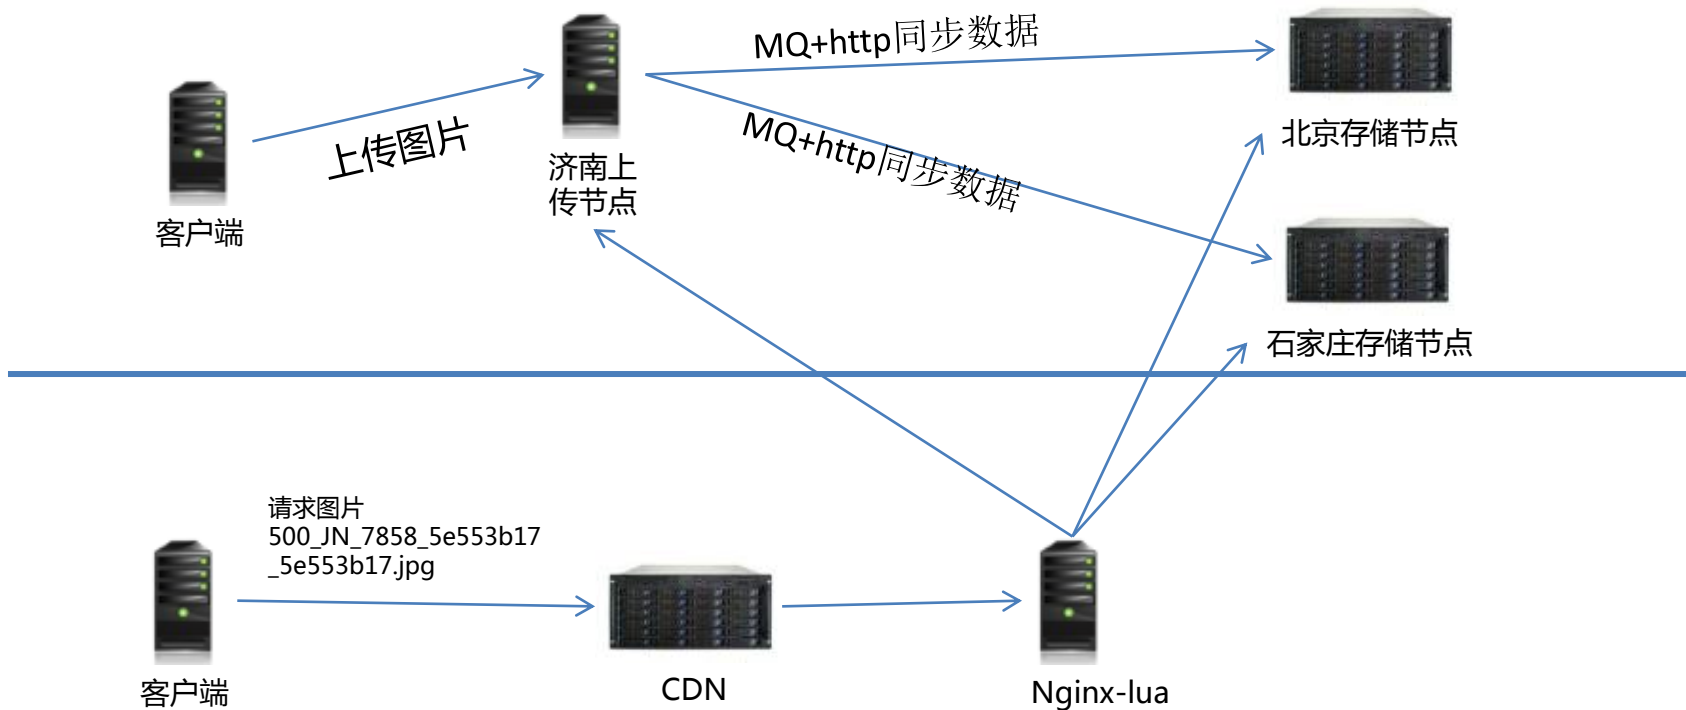 MQ+http同步数据
上传图片
MQ+http同步数据
北京存储节点
济南上
传节点
客户端
石家庄存储节点
请求图片
500_JN_7858_5e553b17
_5e553b17.jpg
客户端
CDN
Nginx-lua